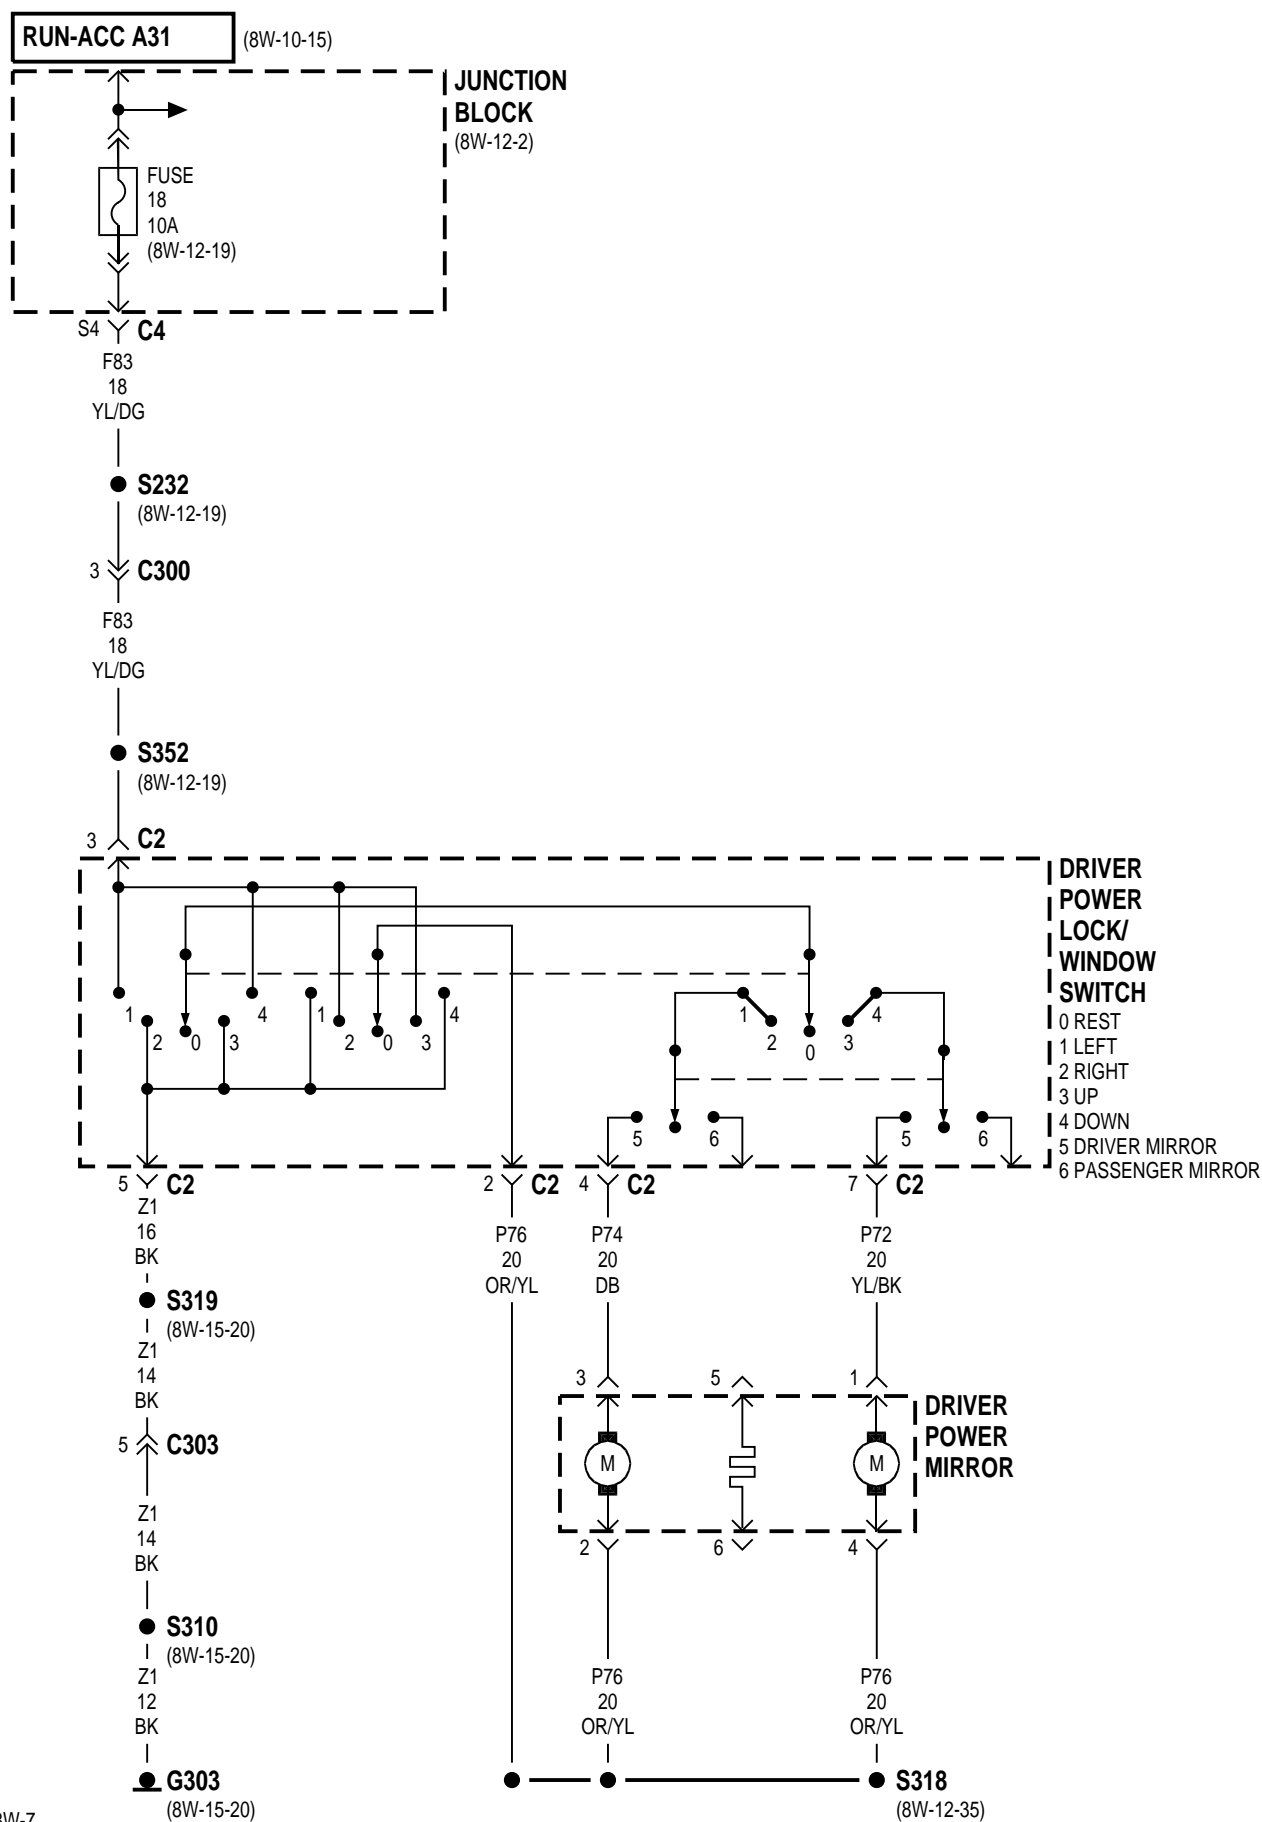 RUN-ACC A31 (8W-10-15)
JUNCTION
BLOCK
(8W-12-2)
FUSE
18
10A
(8W-12-19)
S4 C4
F83
18
YL/DG
S232
(8W-12-19)
3 C300
F83
18
YL/DG
S352
(8W-12-19)
3 C2
DRIVER
POWER
LOCK/
WINDOW
SWITCH
0 REST
1 LEFT
2 RIGHT
3 UP
4 DOWN
5 DRIVER MIRROR
6 PASSENGER MIRROR
1 4 1 4 1 4
2 0 3 2 0 3 2 0 3
5 6 5 6
5 C2 2 C2 4 C2 7 C2
Z1
16
BK
P76
20
OR/YL
P74
20
DB
P72
20
YL/BK
S319
(8W-15-20)
Z1
14
BK
3 5 1
DRIVER
POWER
MIRROR
5 C303
M M
2 6 4
Z1
14
BK
S310
(8W-15-20)
Z1
12
BK
P76
20
OR/YL
P76
20
OR/YL
G303
(8W-15-20)
S318
(8W-12-35)